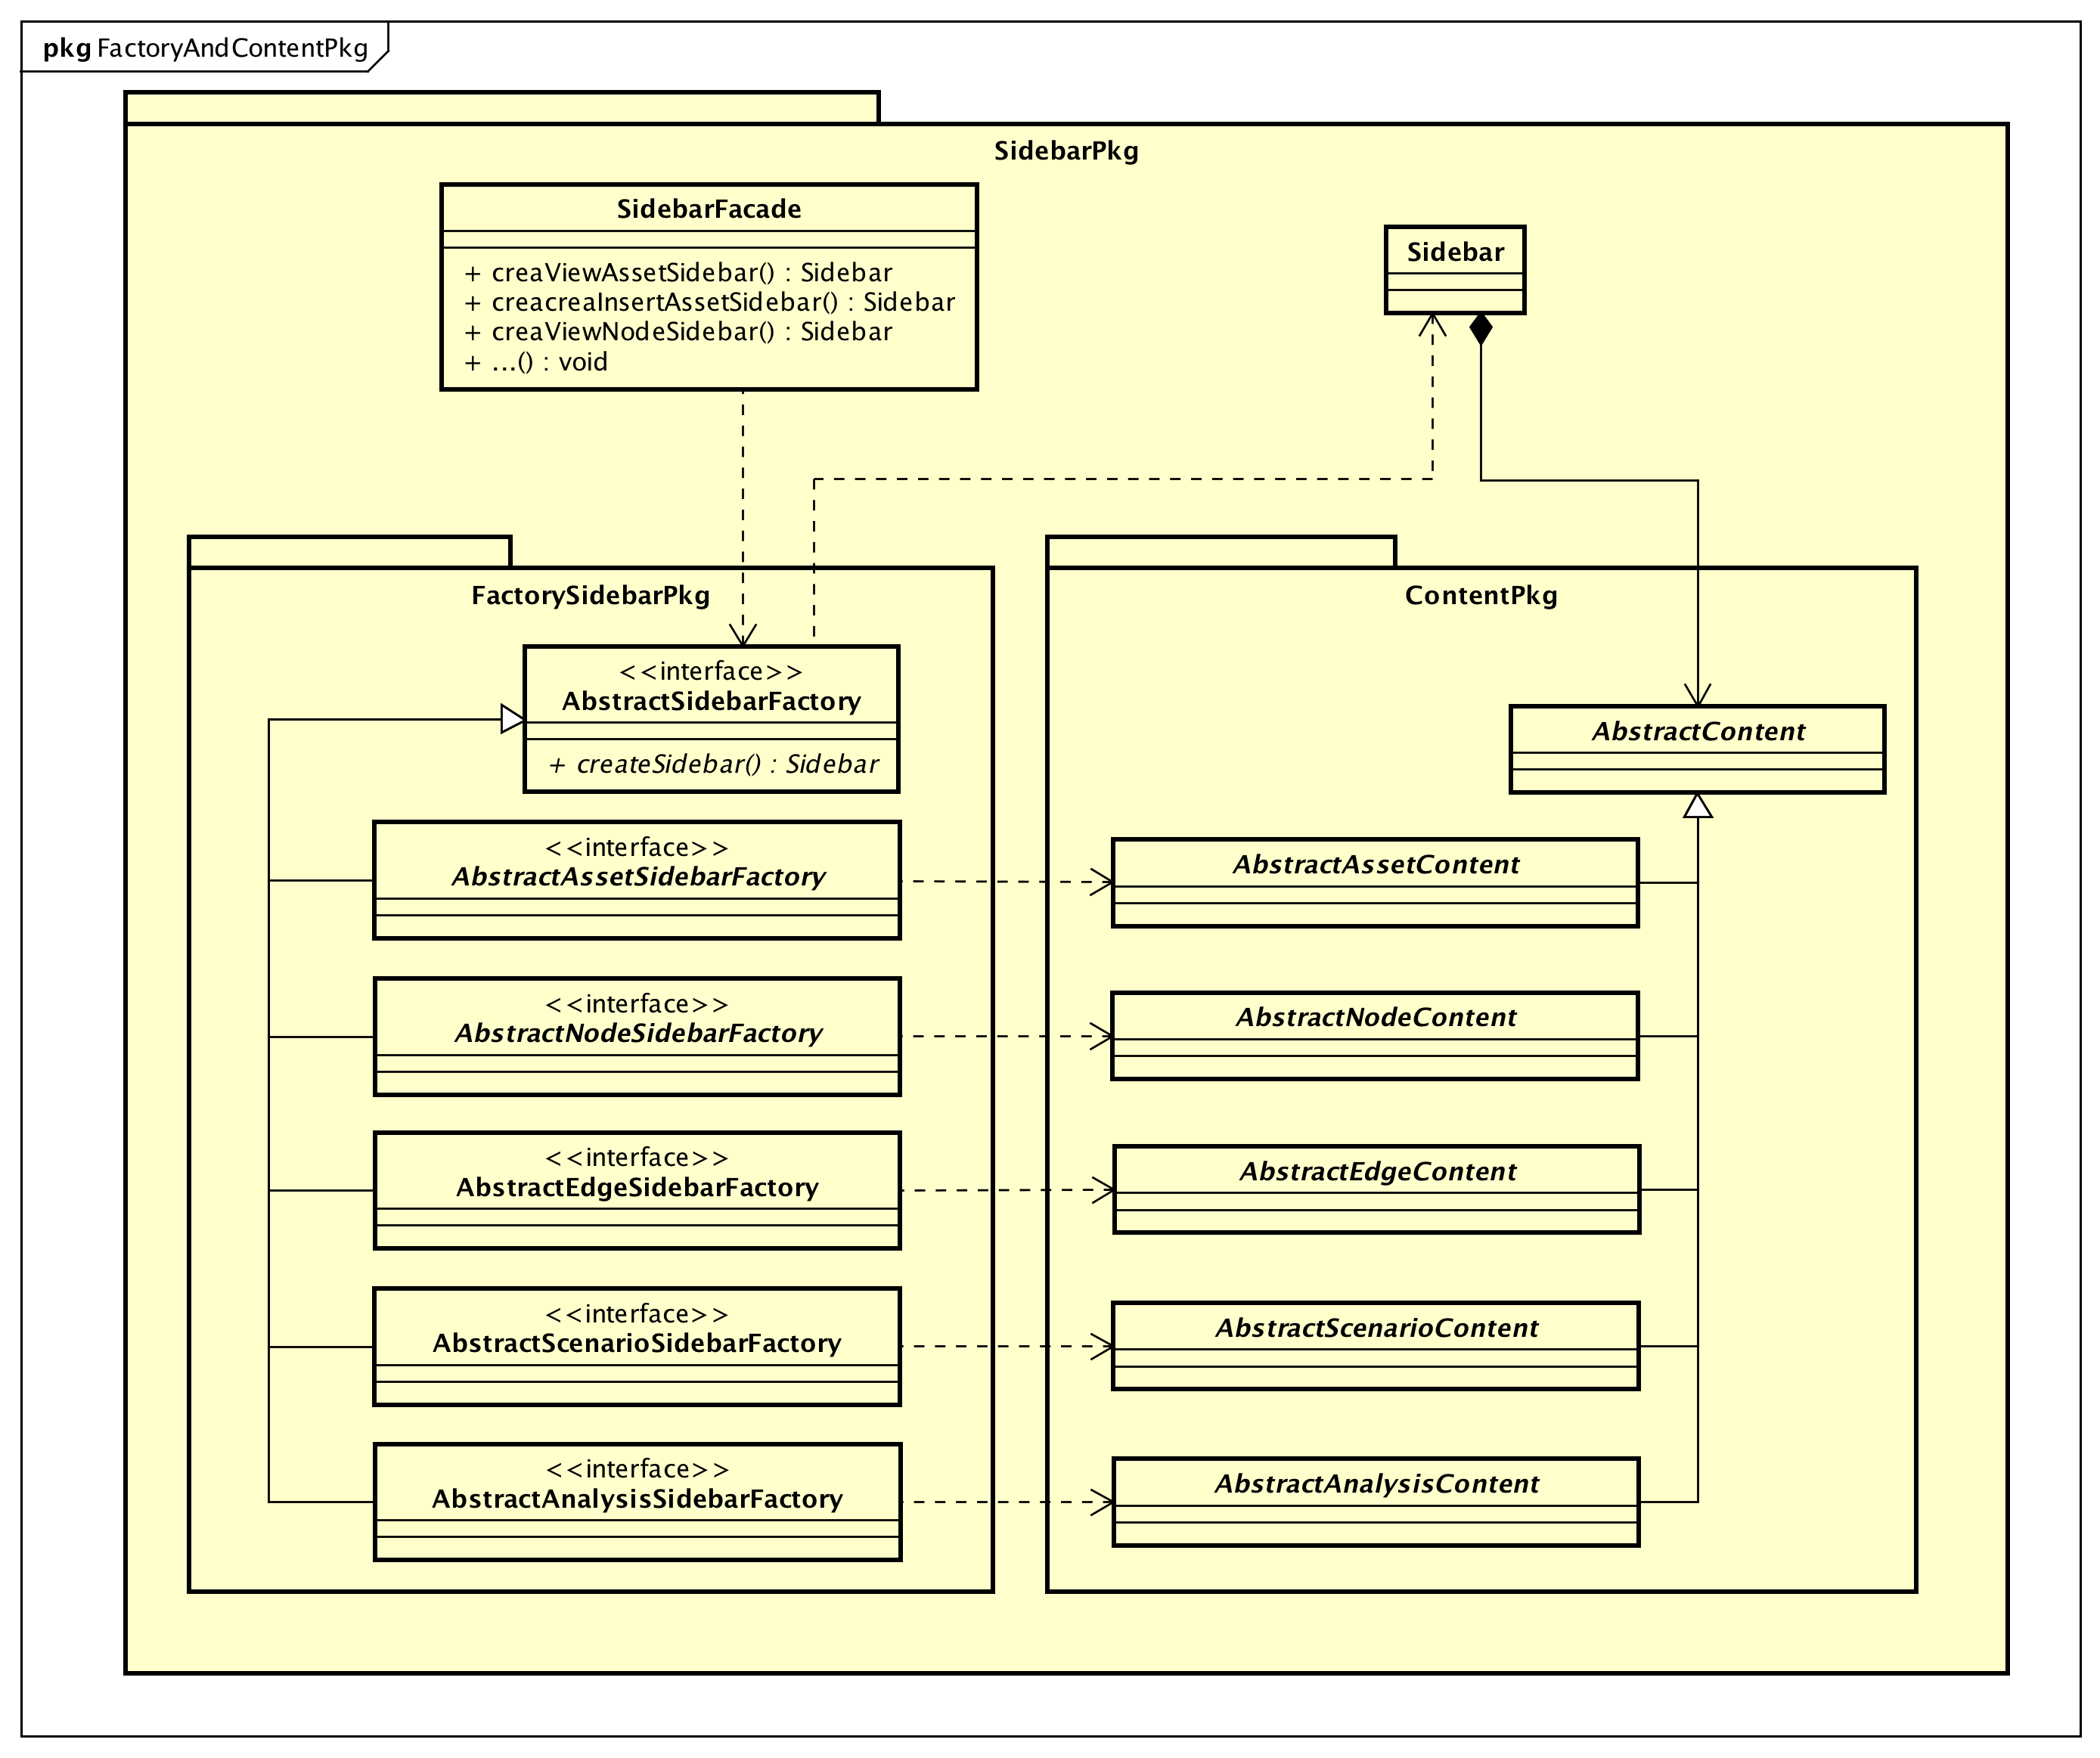 pkg FactoryAndContentPkg
SidebarPkg
SidebarFacade
+ creaViewAssetSidebar() : Sidebar
+ creacreaInsertAssetSidebar() : Sidebar
+ creaViewNodeSidebar() : Sidebar
+ ...() : void
Sidebar
FactorySidebarPkg
<<interface>>
AbstractSidebarFactory
+ createSidebar() : Sidebar
<<interface>>
AbstractAssetSidebarFactory
<<interface>>
AbstractNodeSidebarFactory
<<interface>>
AbstractEdgeSidebarFactory
<<interface>>
AbstractScenarioSidebarFactory
<<interface>>
AbstractAnalysisSidebarFactory
ContentPkg
AbstractContent
AbstractAssetContent
AbstractNodeContent
AbstractEdgeContent
AbstractScenarioContent
AbstractAnalysisContent